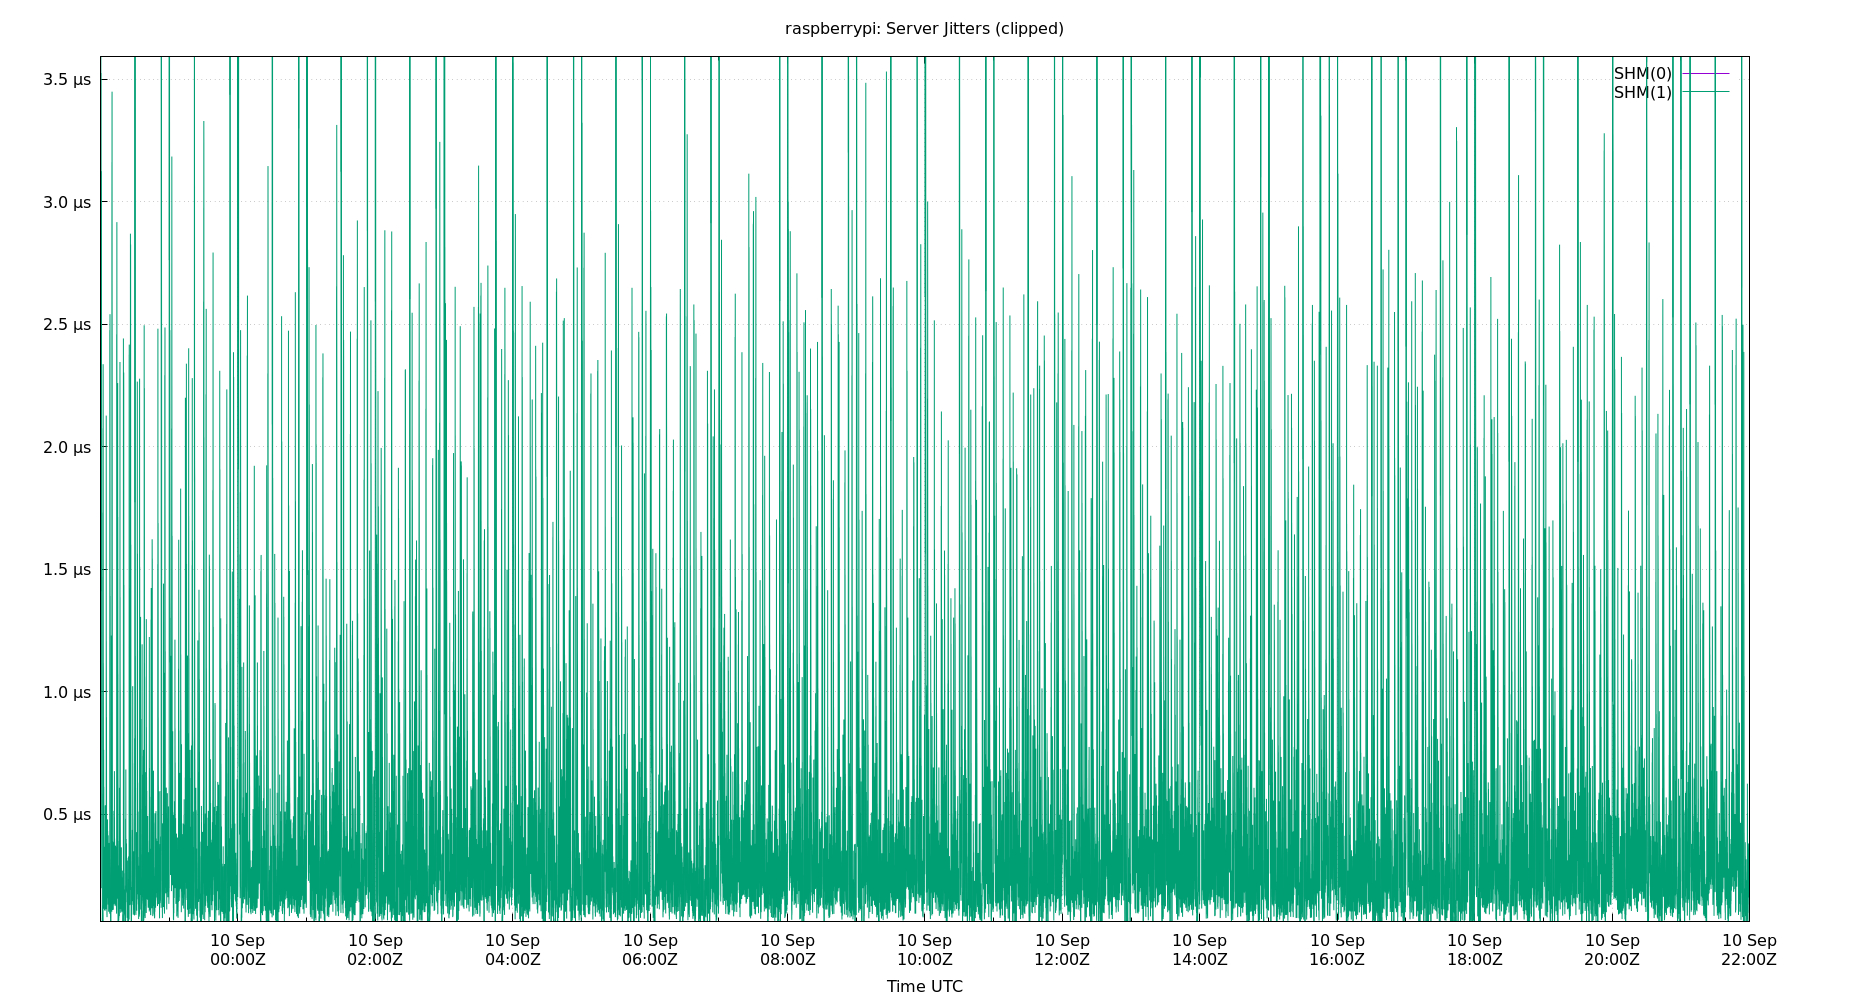 raspberrypi: Server Jitters (clipped)
SHM(0)
SHM(1)
3.5 µs
3.0 µs
2.5 µs
2.0 µs
1.5 µs
1.0 µs
0.5 µs
10 Sep 10 Sep 10 Sep 10 Sep 10 Sep 10 Sep 10 Sep 10 Sep 10 Sep 10 Sep 10 Sep 10 Sep
00:00Z 02:00Z 04:00Z 06:00Z 08:00Z 10:00Z 12:00Z 14:00Z 16:00Z 18:00Z 20:00Z 22:00Z
Time UTC